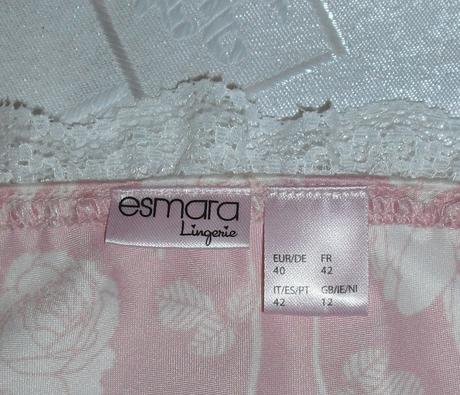 esmara
Lingerie
EUR/DE FR
40 42
IT/ES/PT GB/IE/NI
42 12